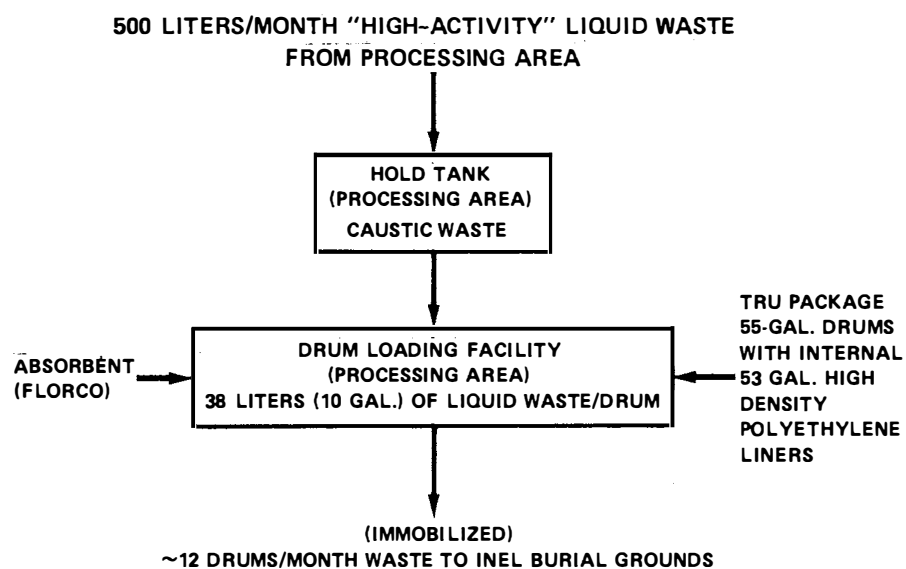 500 LITERS/MONTH "HIGH-ACTIVITY" LIQUID WASTE
FROM PROCESSING AREA
HOLD TANK
(PROCESSING AREA)
CAUSTIC WASTE
DRUM LOADING FACILITY
(PROCESSING AREA)
38 LITERS (10 GAL.) OF LIQUID WASTE/DRUM
ABSORBENT
(FLORCO)
TRU PACKAGE
55-GAL. DRUMS
WITH INTERNAL
53 GAL. HIGH
DENSITY
POLYETHYLENE
LINERS
(IMMOBILIZED)
~12 DRUMS/MONTH WASTE TO INEL BURIAL GROUNDS